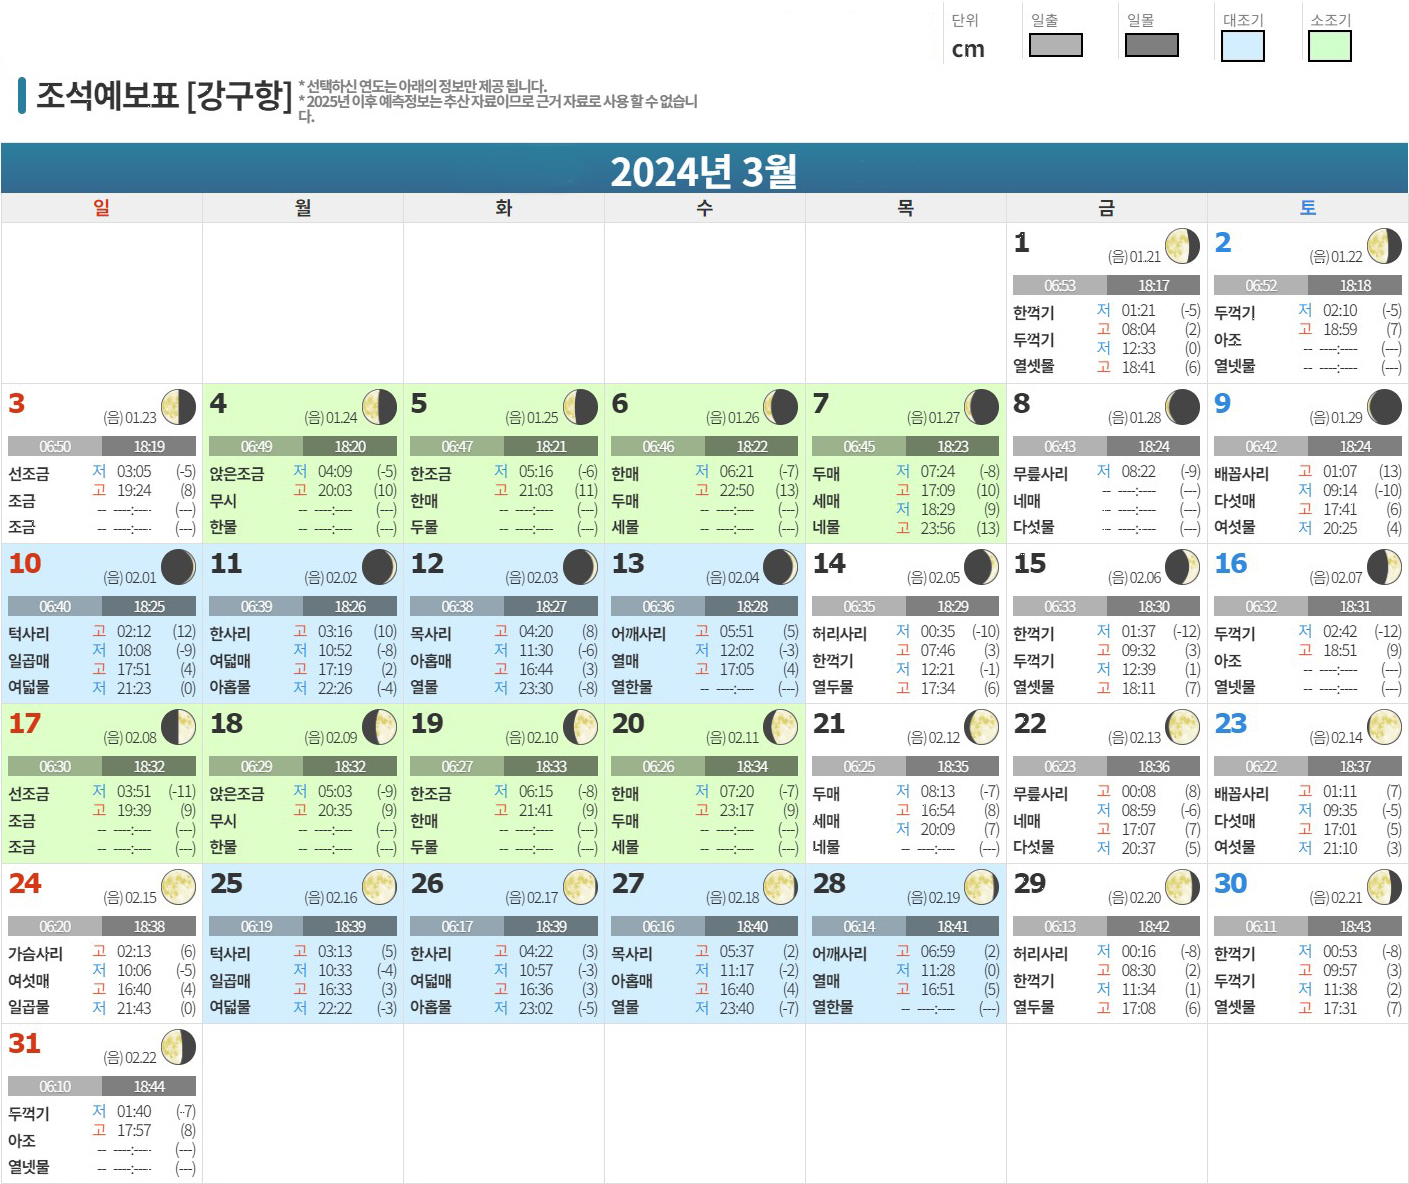 단위 일출 일몰 대조기 소조기
cm
조석예보표 [강구항]
* 선택하신 연도는 아래의 정보만 제공 됩니다.
* 2025년 이후 예측정보는 추산 자료이므로 근거 자료로 사용 할 수 없습니
다.
2024년 3월
일 월 화 수 목 금 토
1 (음) 01.21
06:53 18:17
한꺽기
두꺽기
열셋물
저 01:21 (-5)
고 08:04 (2)
저 12:33 (0)
고 18:41 (6)
2 (음) 01.22
06:52 18:18
두꺽기
아조
열넷물
저 02:10 (-5)
고 18:59 (7)
-- ----:---- (---)
-- ----:---- (---)
3 (음) 01.23
06:50 18:19
선조금
조금
조금
저 03:05 (-5)
고 19:24 (8)
-- ----:---- (---)
-- ----:---- (---)
4 (음) 01.24
06:49 18:20
앉은조금
무시
한물
저 04:09 (-5)
고 20:03 (10)
-- ----:---- (---)
-- ----:---- (---)
5 (음) 01.25
06:47 18:21
한조금
한매
두물
저 05:16 (-6)
고 21:03 (11)
-- ----:---- (---)
-- ----:---- (---)
6 (음) 01.26
06:46 18:22
한매
두매
세물
저 06:21 (-7)
고 22:50 (13)
-- ----:---- (---)
-- ----:---- (---)
7 (음) 01.27
06:45 18:23
두매
세매
네물
저 07:24 (-8)
고 17:09 (10)
저 18:29 (9)
고 23:56 (13)
8 (음) 01.28
06:43 18:24
무릎사리
네매
다섯물
저 08:22 (-9)
-- ----:---- (---)
-- ----:---- (---)
-- ----:---- (---)
9 (음) 01.29
06:42 18:24
배꼽사리
다섯매
여섯물
고 01:07 (13)
저 09:14 (-10)
고 17:41 (6)
저 20:25 (4)
10 (음) 02.01
06:40 18:25
턱사리
일곱매
여덟물
고 02:12 (12)
저 10:08 (-9)
고 17:51 (4)
저 21:23 (0)
11 (음) 02.02
06:39 18:26
한사리
여덟매
아홉물
고 03:16 (10)
저 10:52 (-8)
고 17:19 (2)
저 22:26 (-4)
12 (음) 02.03
06:38 18:27
목사리
아홉매
열물
고 04:20 (8)
저 11:30 (-6)
고 16:44 (3)
저 23:30 (-8)
13 (음) 02.04
06:36 18:28
어깨사리
열매
열한물
고 05:51 (5)
저 12:02 (-3)
고 17:05 (4)
-- ----:---- (---)
14 (음) 02.05
06:35 18:29
허리사리
한꺽기
열두물
저 00:35 (-10)
고 07:46 (3)
저 12:21 (-1)
고 17:34 (6)
15 (음) 02.06
06:33 18:30
한꺽기
두꺽기
열셋물
저 01:37 (-12)
고 09:32 (3)
저 12:39 (1)
고 18:11 (7)
16 (음) 02.07
06:32 18:31
두꺽기
아조
열넷물
저 02:42 (-12)
고 18:51 (9)
-- ----:---- (---)
-- ----:---- (---)
17 (음) 02.08
06:30 18:32
선조금
조금
조금
저 03:51 (-11)
고 19:39 (9)
-- ----:---- (---)
-- ----:---- (---)
18 (음) 02.09
06:29 18:32
앉은조금
무시
한물
저 05:03 (-9)
고 20:35 (9)
-- ----:---- (---)
-- ----:---- (---)
19 (음) 02.10
06:27 18:33
한조금
한매
두물
저 06:15 (-8)
고 21:41 (9)
-- ----:---- (---)
-- ----:---- (---)
20 (음) 02.11
06:26 18:34
한매
두매
세물
저 07:20 (-7)
고 23:17 (9)
-- ----:---- (---)
-- ----:---- (---)
21 (음) 02.12
06:25 18:35
두매
세매
네물
저 08:13 (-7)
고 16:54 (8)
저 20:09 (7)
-- ----:---- (---)
22 (음) 02.13
06:23 18:36
무릎사리
네매
다섯물
고 00:08 (8)
저 08:59 (-6)
고 17:07 (7)
저 20:37 (5)
23 (음) 02.14
06:22 18:37
배꼽사리
다섯매
여섯물
고 01:11 (7)
저 09:35 (-5)
고 17:01 (5)
저 21:10 (3)
24 (음) 02.15
06:20 18:38
가슴사리
여섯매
일곱물
고 02:13 (6)
저 10:06 (-5)
고 16:40 (4)
저 21:43 (0)
25 (음) 02.16
06:19 18:39
턱사리
일곱매
여덟물
고 03:13 (5)
저 10:33 (-4)
고 16:33 (3)
저 22:22 (-3)
26 (음) 02.17
06:17 18:39
한사리
여덟매
아홉물
고 04:22 (3)
저 10:57 (-3)
고 16:36 (3)
저 23:02 (-5)
27 (음) 02.18
06:16 18:40
목사리
아홉매
열물
고 05:37 (2)
저 11:17 (-2)
고 16:40 (4)
저 23:40 (-7)
28 (음) 02.19
06:14 18:41
어깨사리
열매
열한물
고 06:59 (2)
저 11:28 (0)
고 16:51 (5)
-- ----:---- (---)
29 (음) 02.20
06:13 18:42
허리사리
한꺽기
열두물
저 00:16 (-8)
고 08:30 (2)
저 11:34 (1)
고 17:08 (6)
30 (음) 02.21
06:11 18:43
한꺽기
두꺽기
열셋물
저 00:53 (-8)
고 09:57 (3)
저 11:38 (2)
고 17:31 (7)
31 (음) 02.22
06:10 18:44
두꺽기
아조
열넷물
저 01:40 (-7)
고 17:57 (8)
-- ----:---- (---)
-- ----:---- (---)